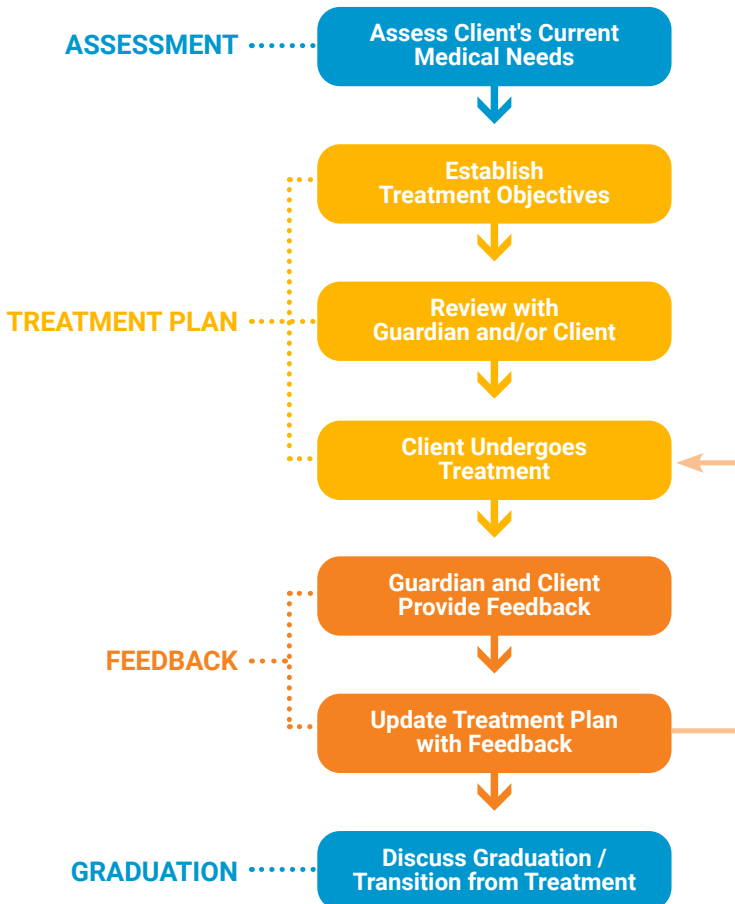 ASSESSMENT
Assess Client's Current
Medical Needs
Establish
Treatment Objectives
TREATMENT PLAN
Review with
Guardian and/or Client
Client Undergoes
Treatment
Guardian and Client
Provide Feedback
FEEDBACK
Update Treatment Plan
with Feedback
GRADUATION
Discuss Graduation /
Transition from Treatment